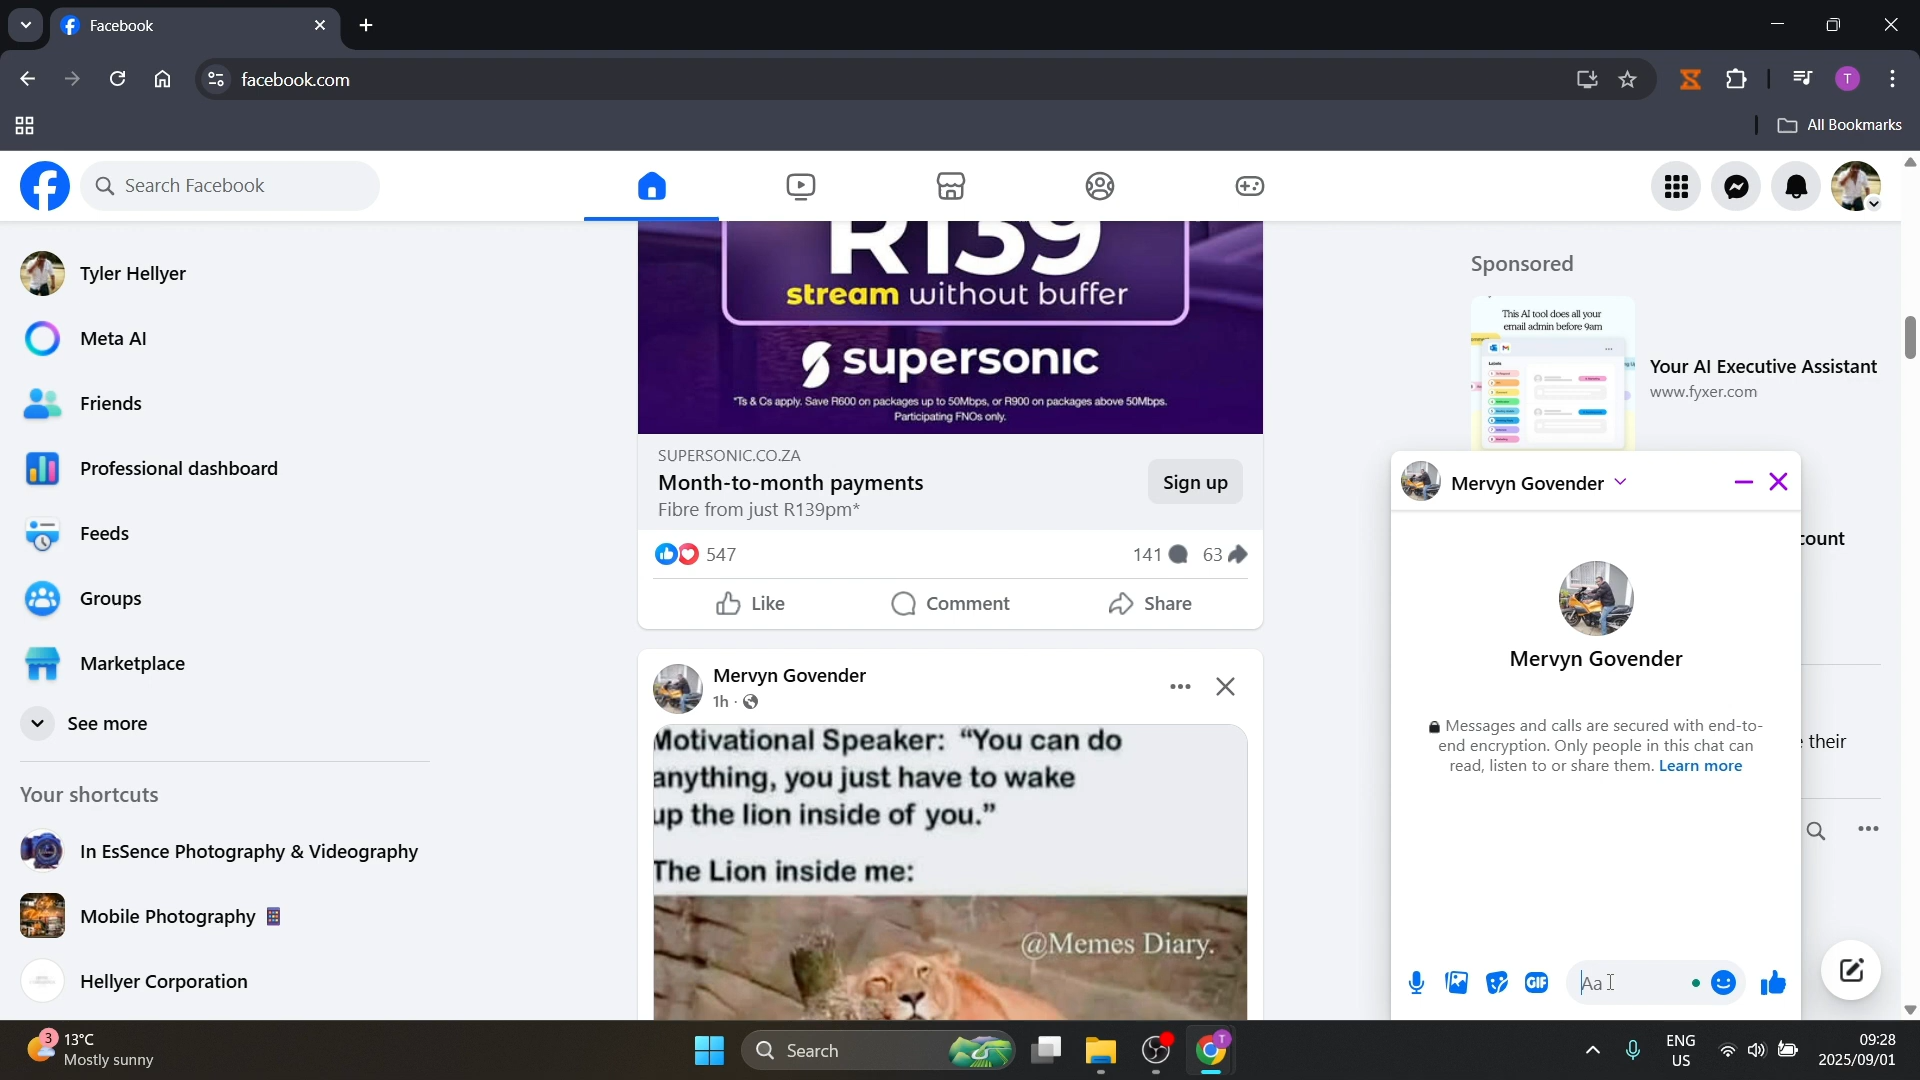 Facebook
facebook.com
All Bookmarks
Search Facebook
T
Tyler Hellyer
Meta AI
Friends
Professional dashboard
Feeds
Groups
Marketplace
See more
Your shortcuts
In EsSence Photography & Videography
Mobile Photography
Hellyer Corporation
R139
stream without buffer
supersonic
*Ts & Cs apply. Save R600 on packages up to 50Mbps, or R900 on packages above 50Mbps.
Participating FNOs only.
SUPERSONIC.CO.ZA
Month-to-month payments
Fibre from just R139pm*
Sign up
547
141
63
Like
Comment
Share
Mervyn Govender
1h ·
Motivational Speaker: “You can do
anything, you just have to wake
up the lion inside of you.”
The Lion inside me:
@Memes Diary.
Sponsored
This AI tool does all your
email admin before 9am
Your AI Executive Assistant
www.fyxer.com
count
their
Mervyn Govender
Mervyn Govender
Messages and calls are secured with end-to-
end encryption. Only people in this chat can
read, listen to or share them. Learn more
GIF
Aa
3
13°C
Mostly sunny
Search
T
ENG
US
09:28
2025/09/01